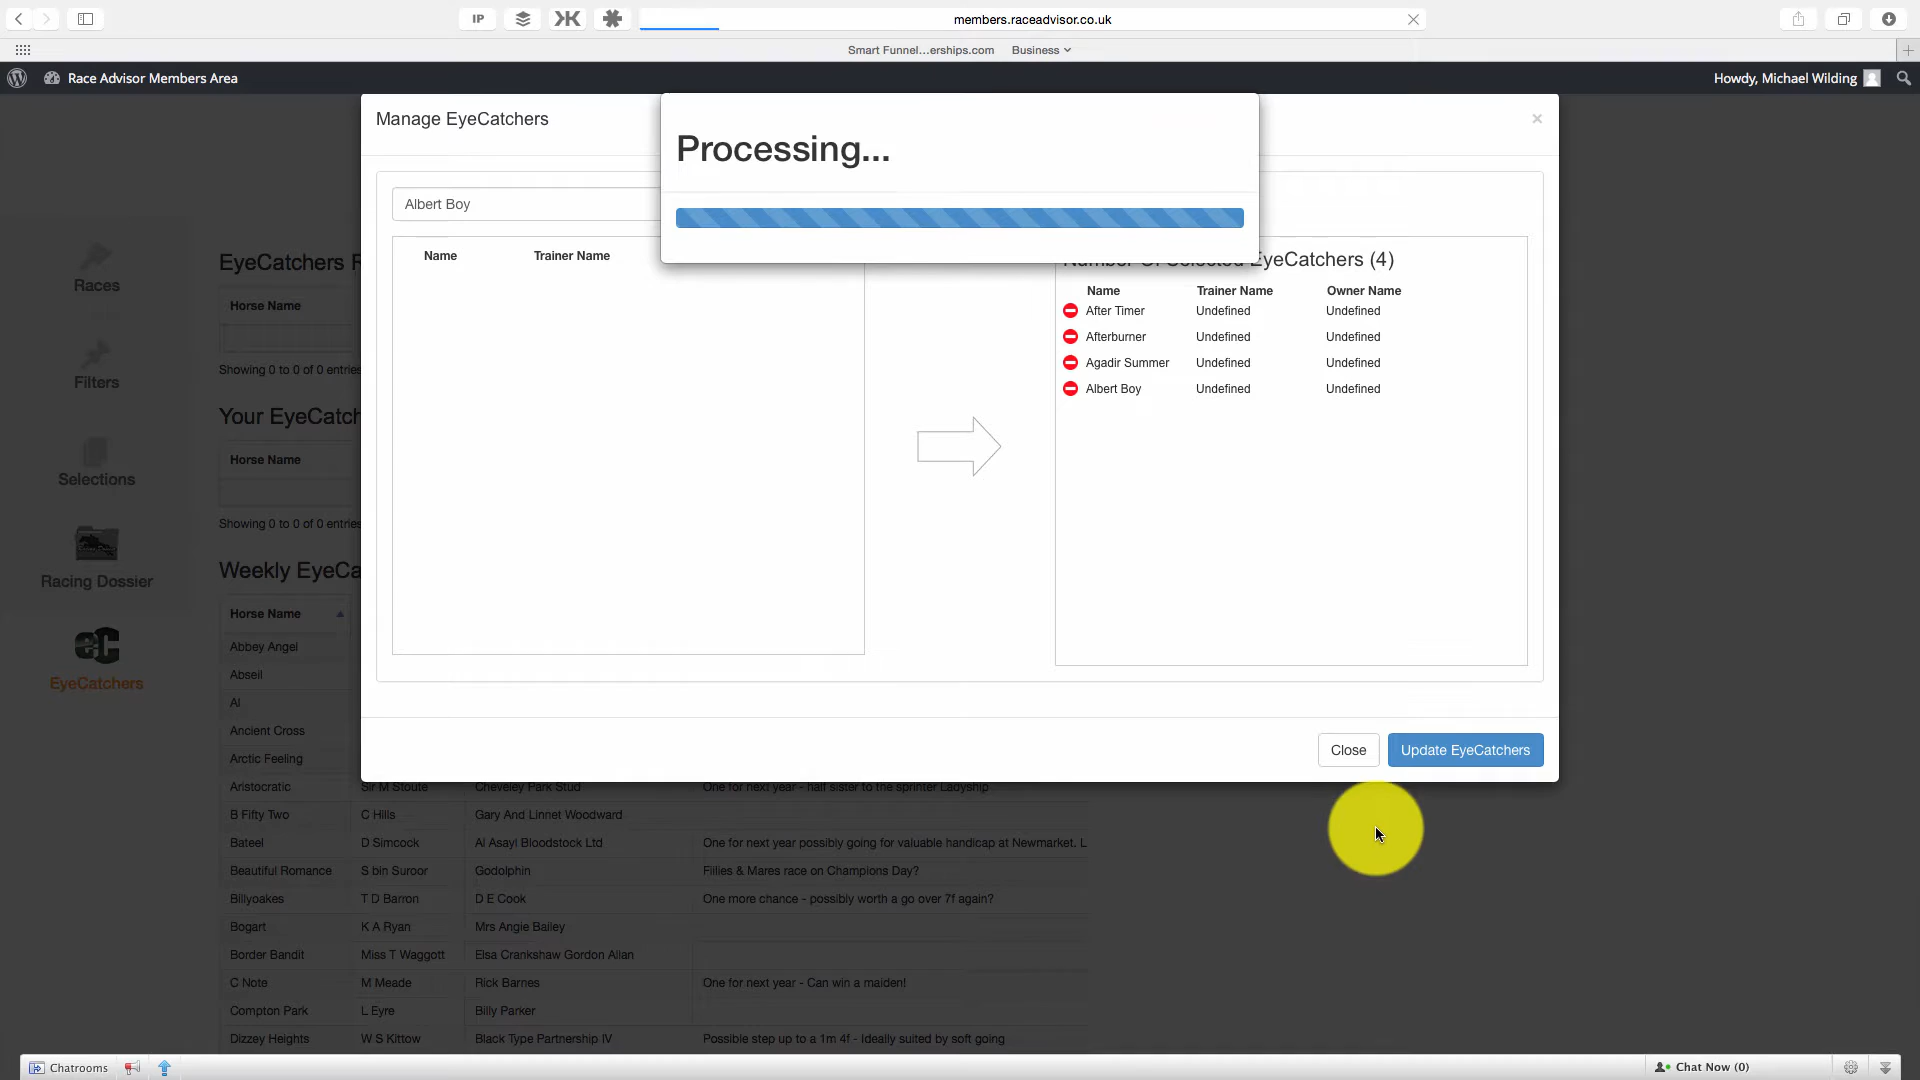 IP
members.raceadvisor.co.uk
Smart Funnel...erships.com Business
Race Advisor Members Area
Howdy, Michael Wilding
Manage EyeCatchers
×
Processing...
Albert Boy
Name Trainer Name
EyeCatchers (4)
Name Trainer Name Owner Name
After Timer Undefined Undefined
Afterburner Undefined Undefined
Agadir Summer Undefined Undefined
Albert Boy Undefined Undefined
Close
Update EyeCatchers
Races
Filters
Selections
Racing Dossier
eC
EyeCatchers
EyeCatchers R
Horse Name
Showing 0 to 0 of 0 entries
Your EyeCatch
Horse Name
Showing 0 to 0 of 0 entries
Weekly EyeCa
Horse Name
Abbey Angel
Abseil
Al
Ancient Cross
Arctic Feeling
Aristocratic Sir M Stoute Cheveley Park Stud One for next year - half sister to the sprinter Ladyship.
B Fifty Two C Hills Gary And Linnet Woodward
Bateel D Simcock Al Asayl Bloodstock Ltd One for next year possibly going for valuable handicap at Newmarket. L
Beautiful Romance S bin Suroor Godolphin Fillies & Mares race on Champions Day?
Billyoakes T D Barron D E Cook One more chance - possibly worth a go over 7f again?
Bogart K A Ryan Mrs Angie Bailey
Border Bandit Miss T Waggott Elsa Crankshaw Gordon Allan
C Note M Meade Rick Barnes One for next year - Can win a maiden!
Compton Park L Eyre Billy Parker
Dizzey Heights W S Kittow Black Type Partnership IV Possible step up to a 1m 4f - Ideally suited by soft going
Chatrooms
Chat Now (0)